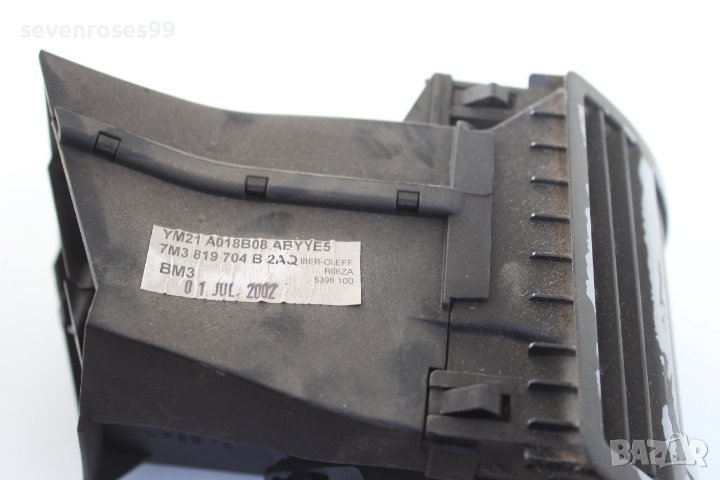 sevenroses99
YM21 A018B08 ABYYE5
7M3 819 704 B 2AQ IBER-OLEFF
R66ZA
BM3 5398 100
01 JUL. 2002
BAZAR